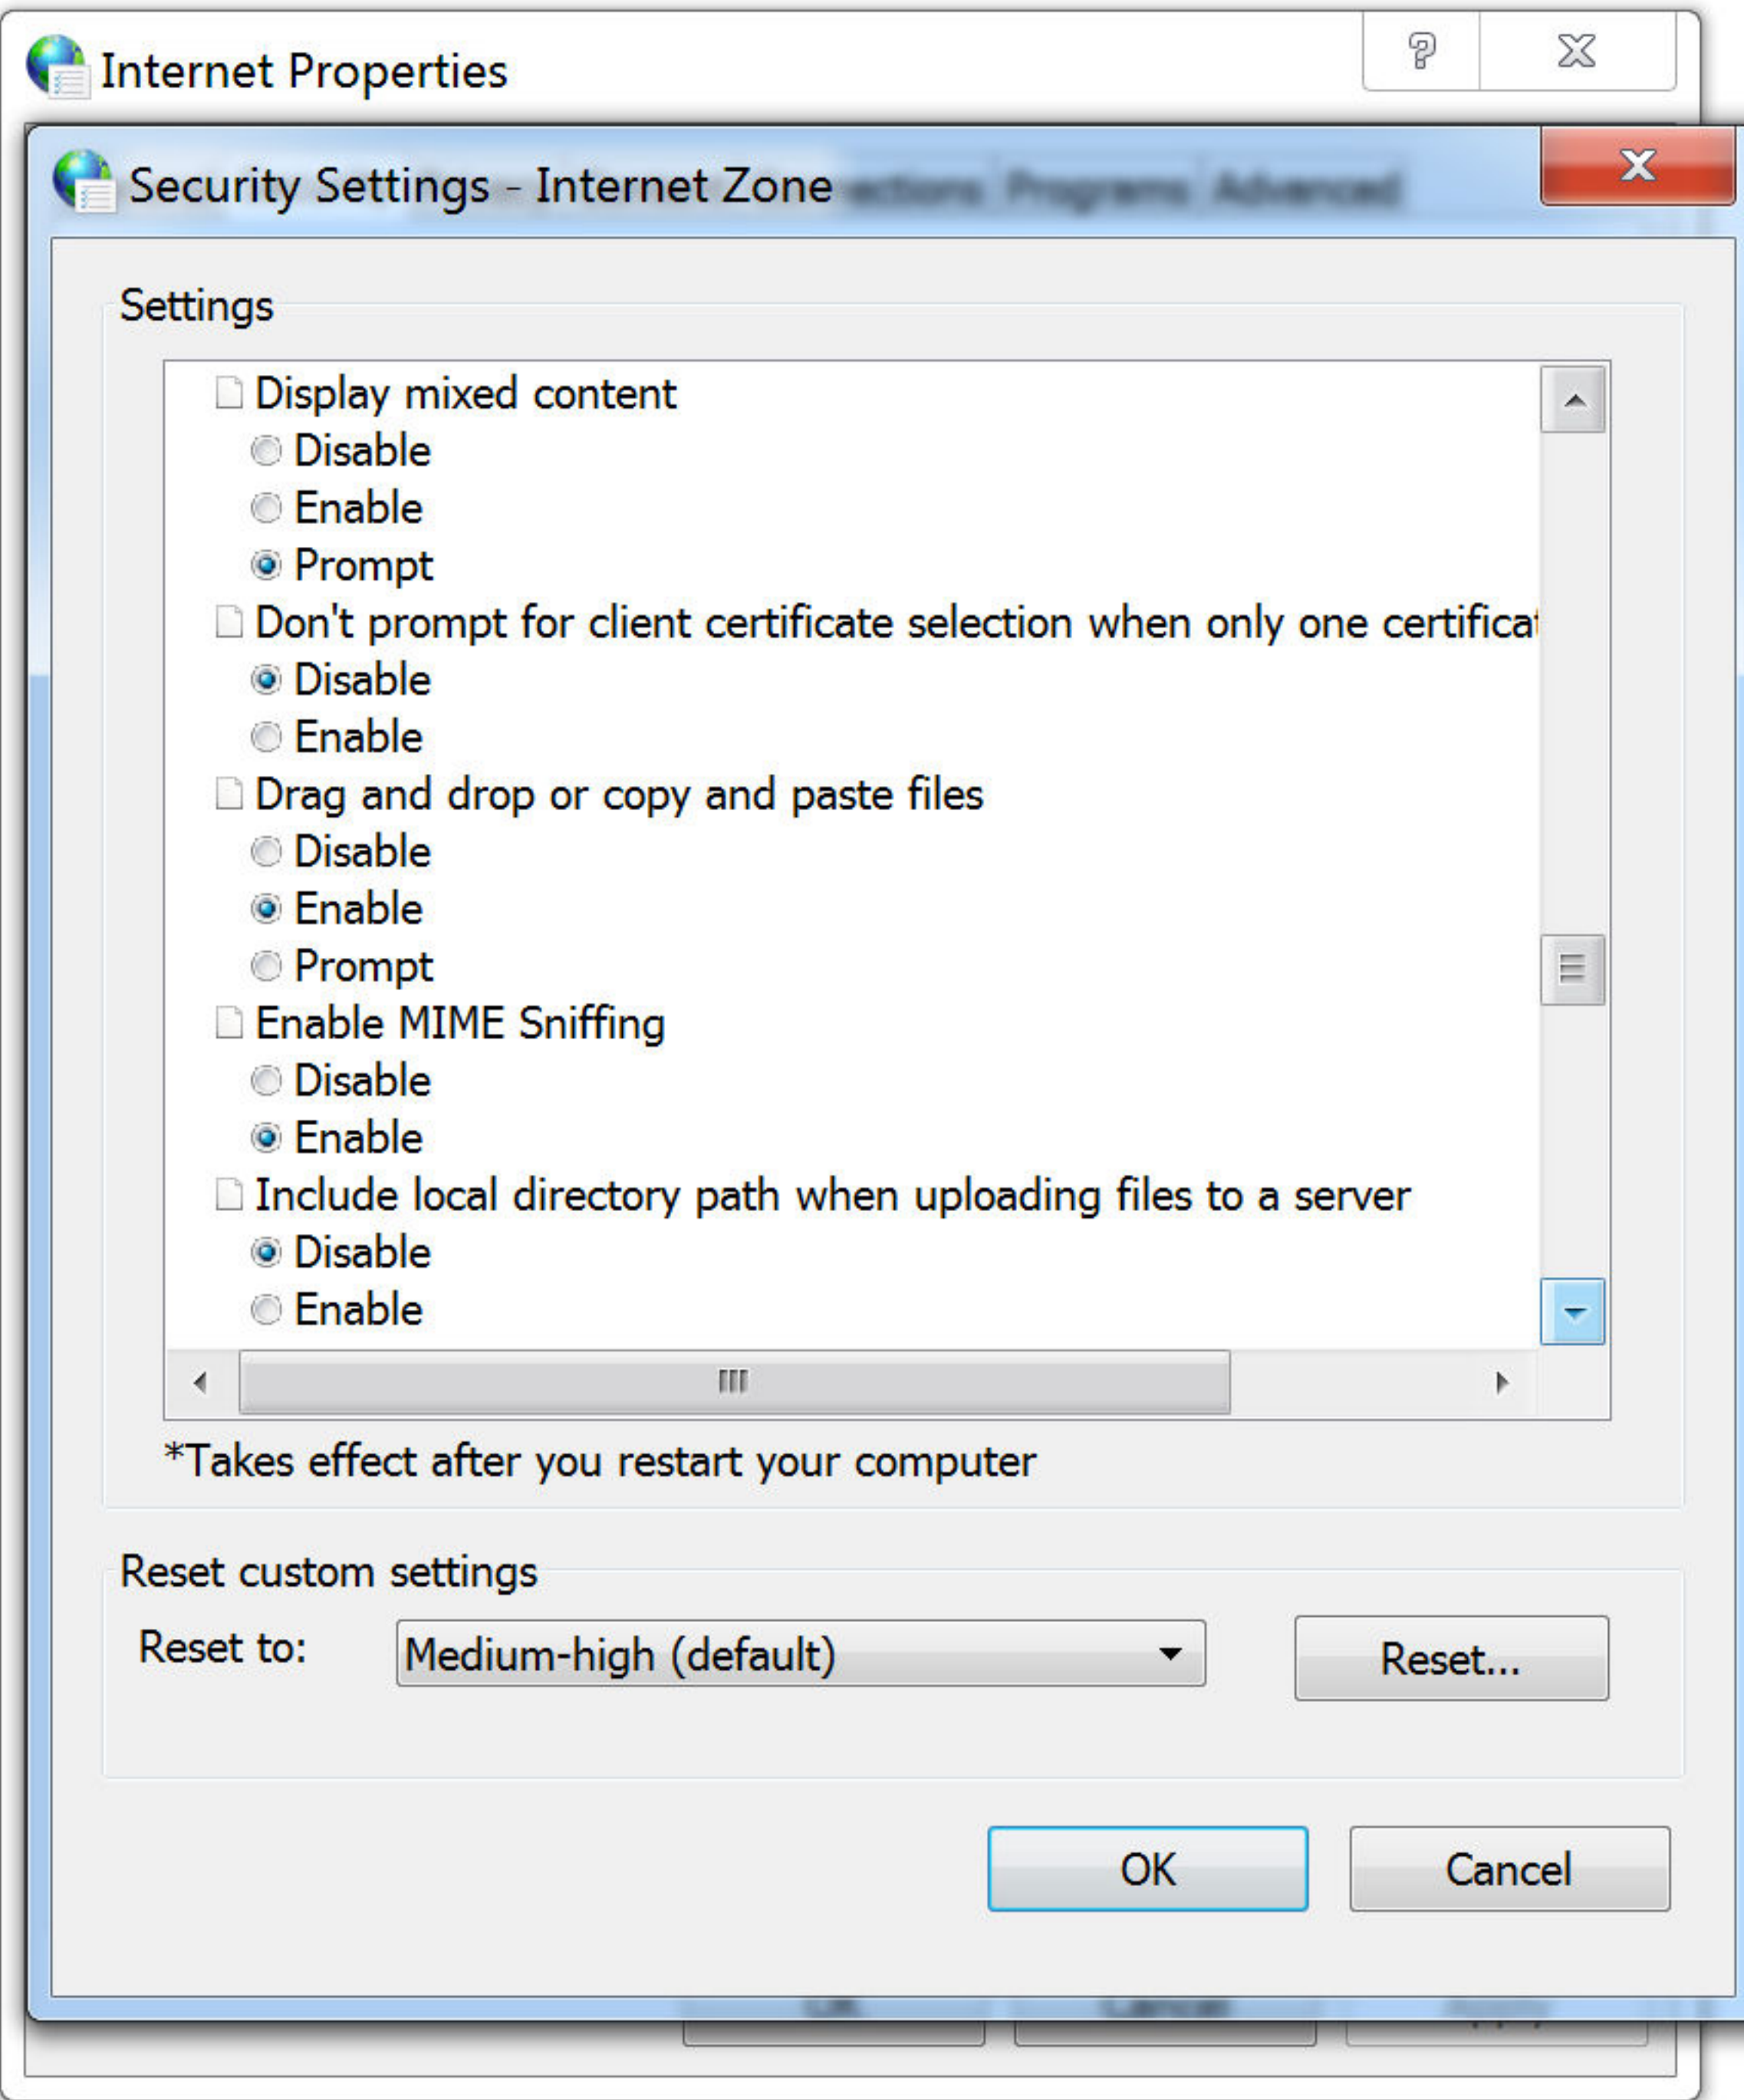 Internet Properties
Security Settings - Internet Zone
Programs Advanced
Settings
Display mixed content
Disable
Enable
Prompt
Don't prompt for client certificate selection when only one
Disable
Enable
Drag and drop or copy and paste files
Disable
Enable
Prompt
Enable MIME Sniffing
Disable
Enable
Include local directory path when uploading files to a server
Disable
Enable
*Takes effect after you restart your computer
Reset custom settings
Reset to:
Medium-high (default)
Reset...
OK
Cancel